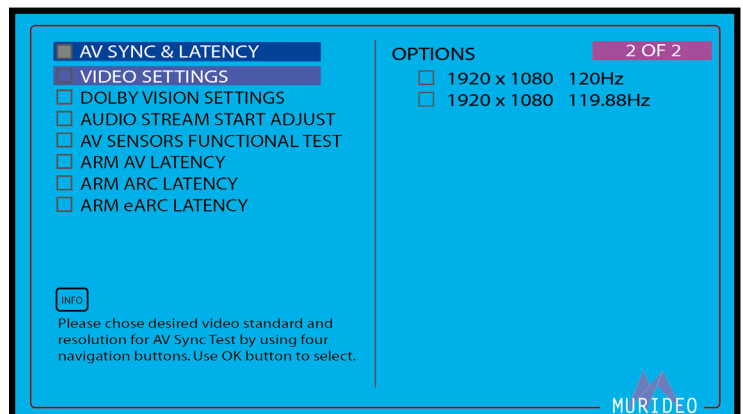 AV SYNC & LATENCY
VIDEO SETTINGS
DOLBY VISION SETTINGS
AUDIO STREAM START ADJUST
AV SENSORS FUNCTIONAL TEST
ARM AV LATENCY
ARM ARC LATENCY
ARM eARC LATENCY
INFO
Please chose desired video standard and
resolution for AV Sync Test by using four
navigation buttons. Use OK button to select.
OPTIONS 2 OF 2
1920 x 1080 120Hz
1920 x 1080 119.88Hz
MURIDEO